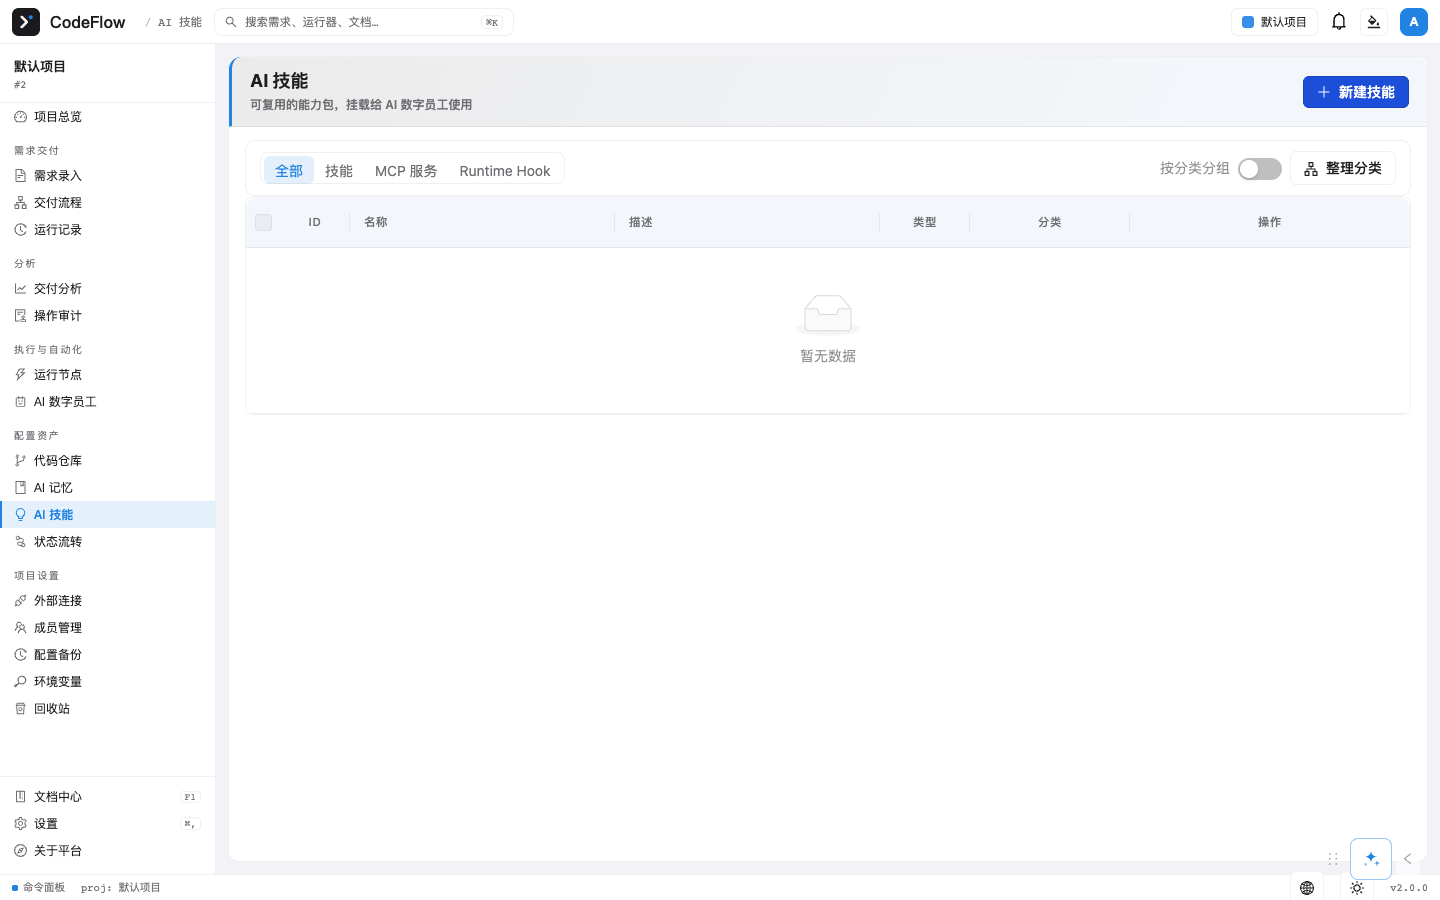 CodeFlow
/ AI 技能
搜索需求、运行器、文档...
⌘K
默认项目
A
默认项目
#2
项目总览
需求交付
需求录入
交付流程
运行记录
分析
交付分析
操作审计
执行与自动化
运行节点
AI 数字员工
配置资产
代码仓库
AI 记忆
AI 技能
状态流转
项目设置
外部连接
成员管理
配置备份
环境变量
回收站
文档中心 F1
设置 ⌘,
关于平台
AI 技能
可复用的能力包，挂载给 AI 数字员工使用
新建技能
全部 技能 MCP 服务 Runtime Hook
按分类分组
整理分类
ID 名称 描述 类型 分类 操作
暂无数据
命令面板 proj: 默认项目
v2.0.0